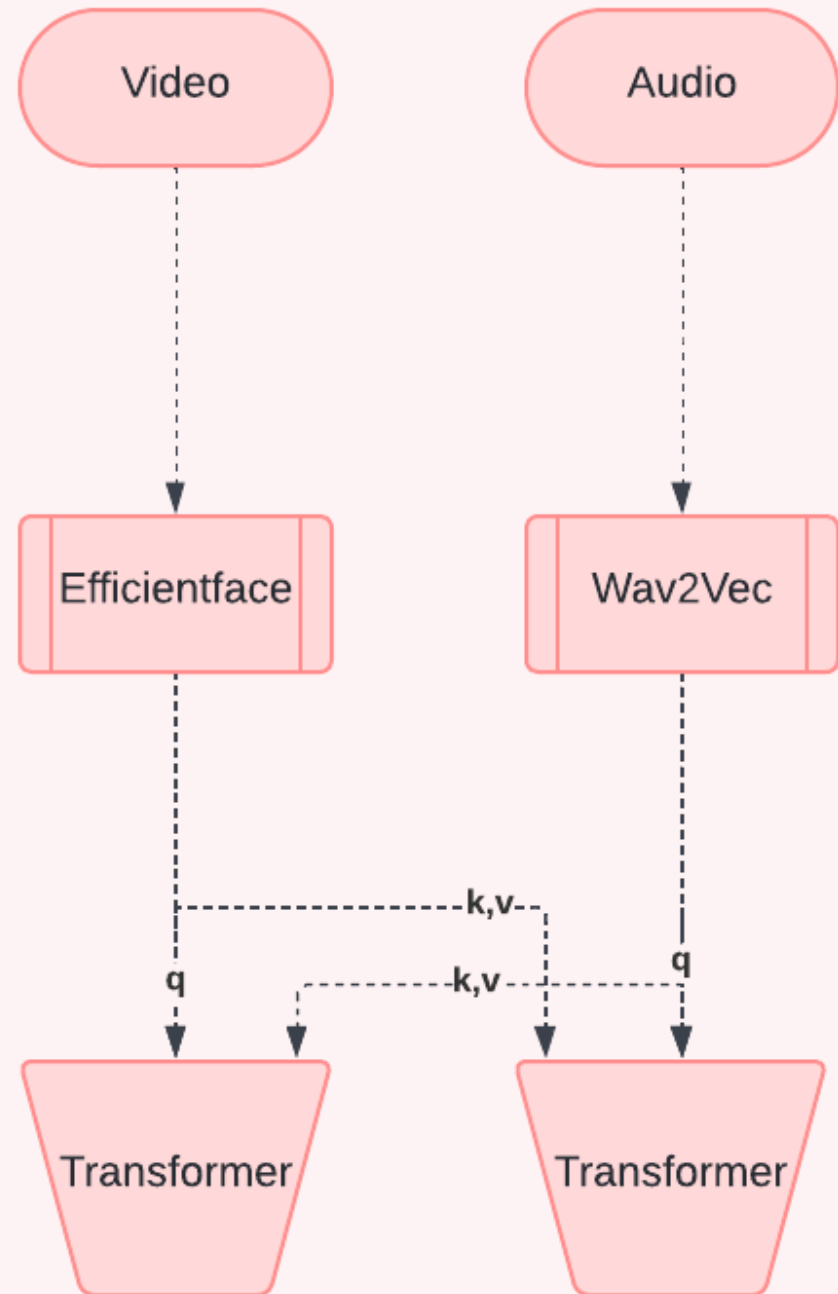 Video
Audio
Efficientface
Wav2Vec
k,v
q
q
k,v
Transformer
Transformer